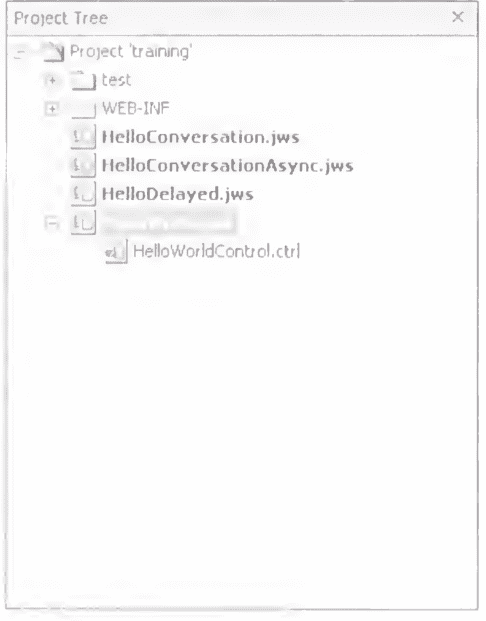 Project Tree
Project 'training'
test
WEB-INF
HelloConversation.jws
HelloConversationAsync.jws
HelloDelayed.jws
HelloWorldControl.ctrl